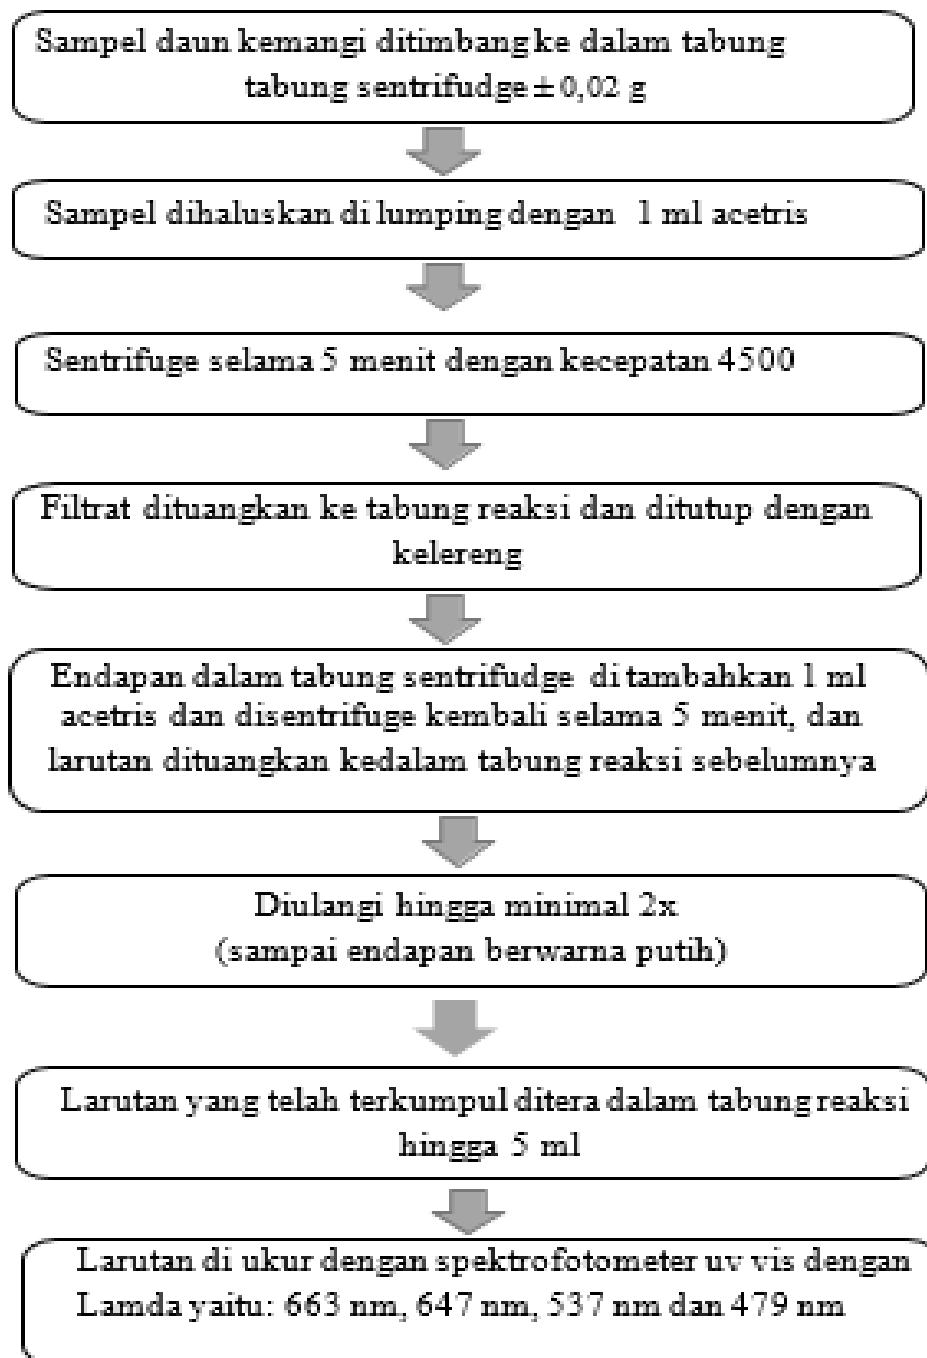 Sampel daun kemangi ditimbang ke dalam tabung
tabung sentrifudge ± 0,02 g
Sampel dihaluskan di lumping dengan 1 ml acetris
Sentrifuge selama 5 menit dengan kecepatan 4500
Filtrat dituangkan ke tabung reaksi dan ditutup dengan
kelereng
Endapan dalam tabung sentrifudge di tambahkan 1 ml
acetris dan disentrifuge kembali selama 5 menit, dan
larutan dituangkan kedalam tabung reaksi sebelumnya
Diulangi hingga minimal 2x
(sampai endapan berwarna putih)
Larutan yang telah terkumpul ditera dalam tabung reaksi
hingga 5 ml
Larutan di ukur dengan spektrofotometer uv vis dengan
Lamda yaitu: 663 nm, 647 nm, 537 nm dan 479 nm